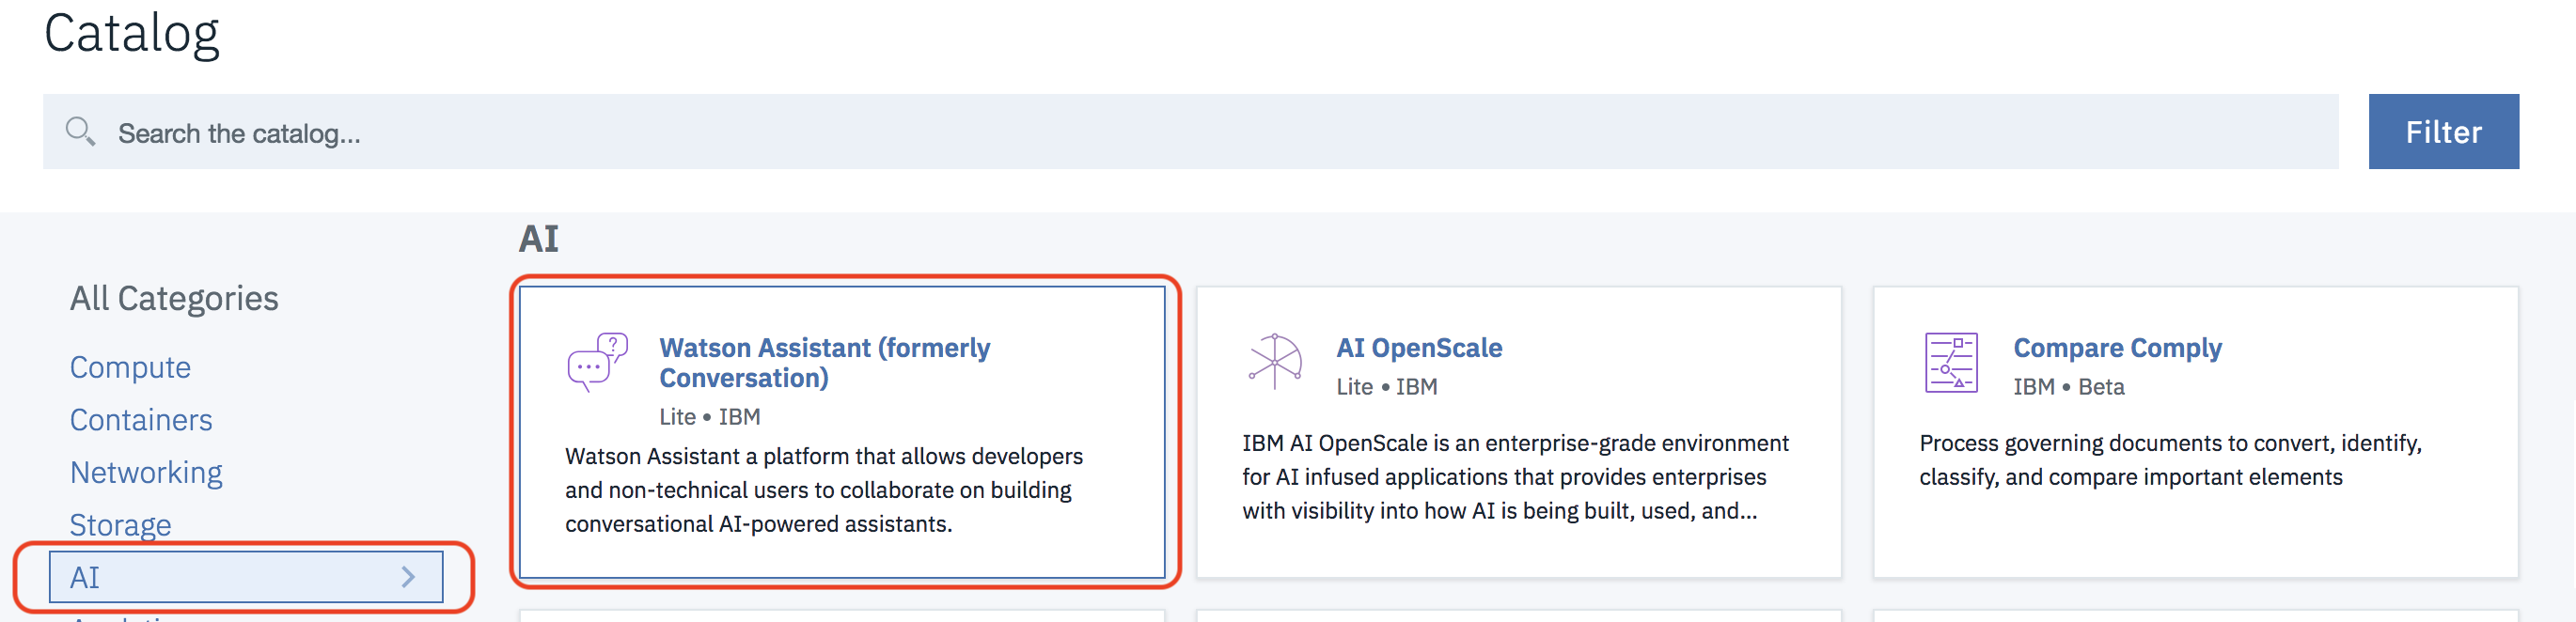 Catalog
Search the catalog...
Filter
All Categories
Compute
Containers
Networking
Storage
AI
AI
Watson Assistant (formerly
Conversation)
Lite • IBM
Watson Assistant a platform that allows developers
and non-technical users to collaborate on building
conversational AI-powered assistants.
AI OpenScale
Lite • IBM
IBM AI OpenScale is an enterprise-grade environment
for AI infused applications that provides enterprises
with visibility into how AI is being built, used, and...
Compare Comply
IBM • Beta
Process governing documents to convert, identify,
classify, and compare important elements